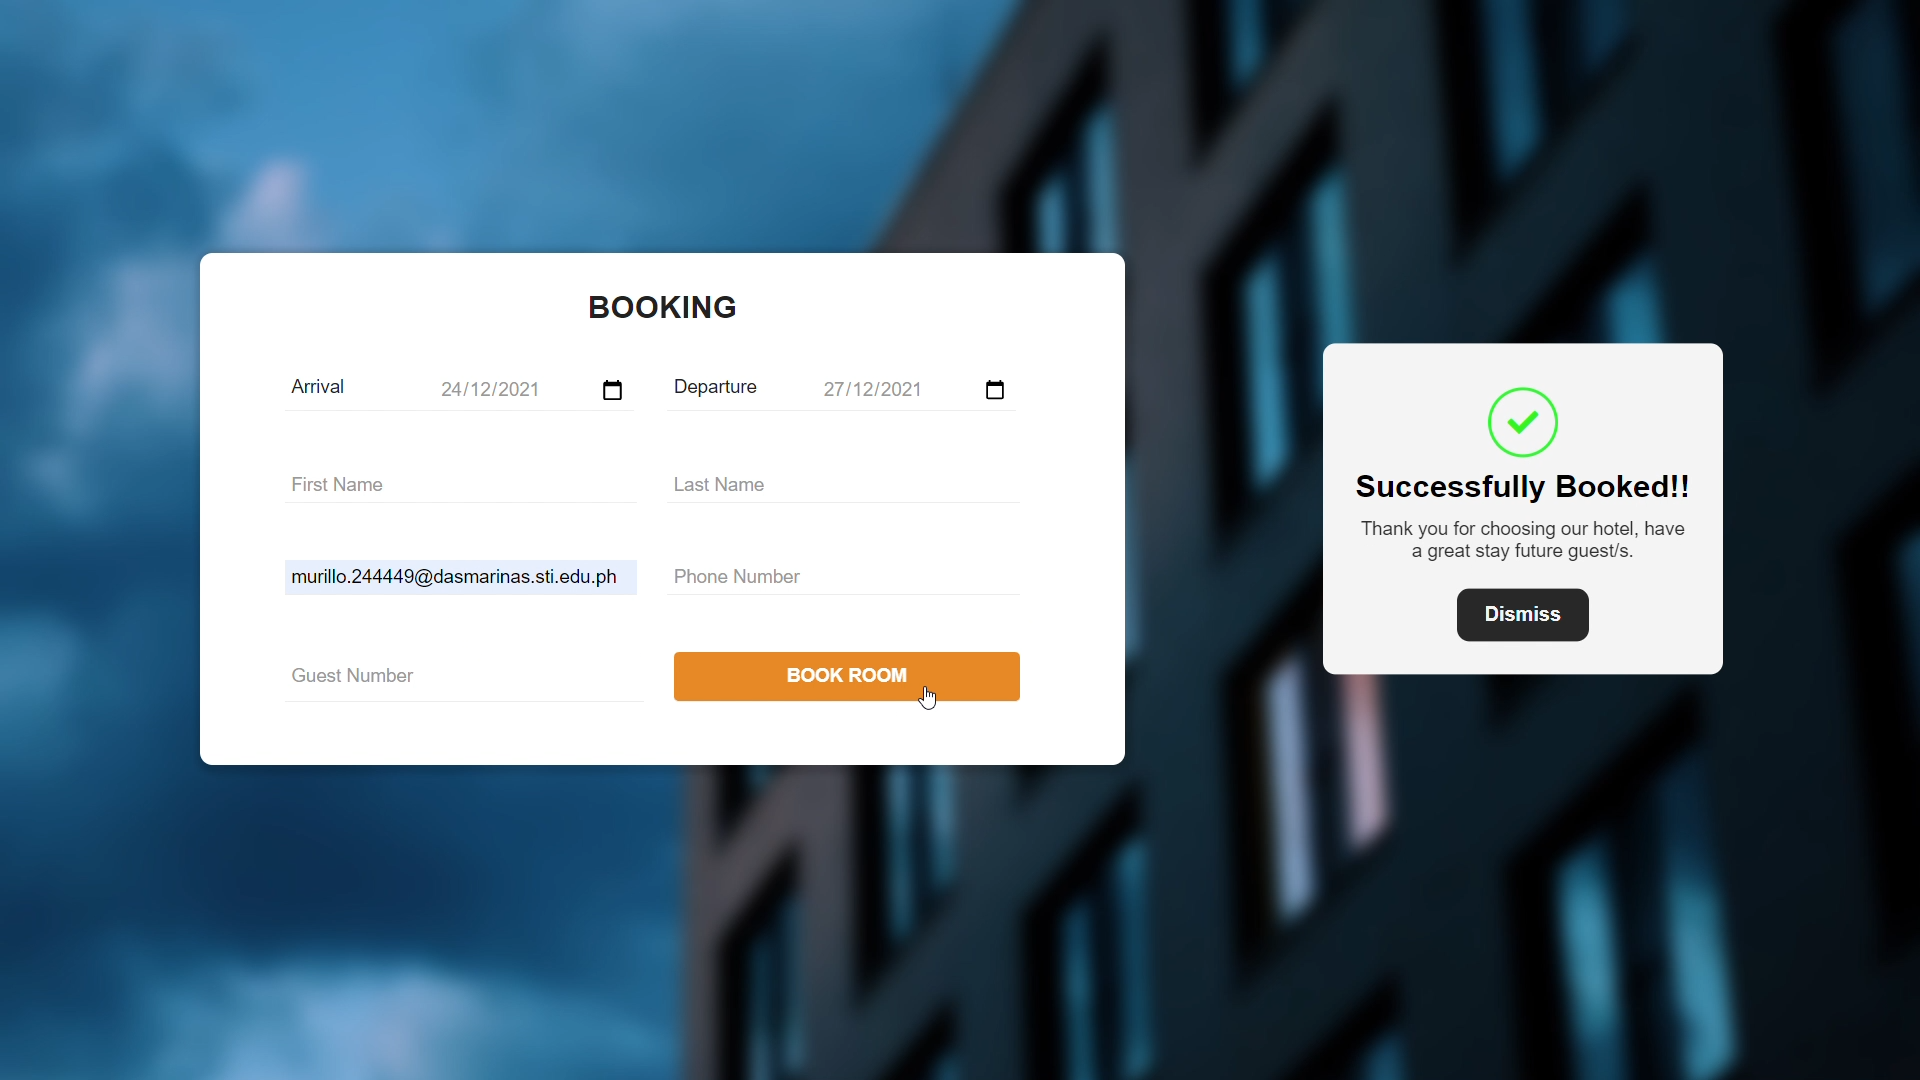 BOOKING
Arrival 24/12/2021 Departure 27/12/2021
First Name Last Name
murillo.244449@dasmarinas.sti.edu.ph Phone Number
Guest Number BOOK ROOM
Successfully Booked!!
Thank you for choosing our hotel, have
a great stay future guest/s.
Dismiss